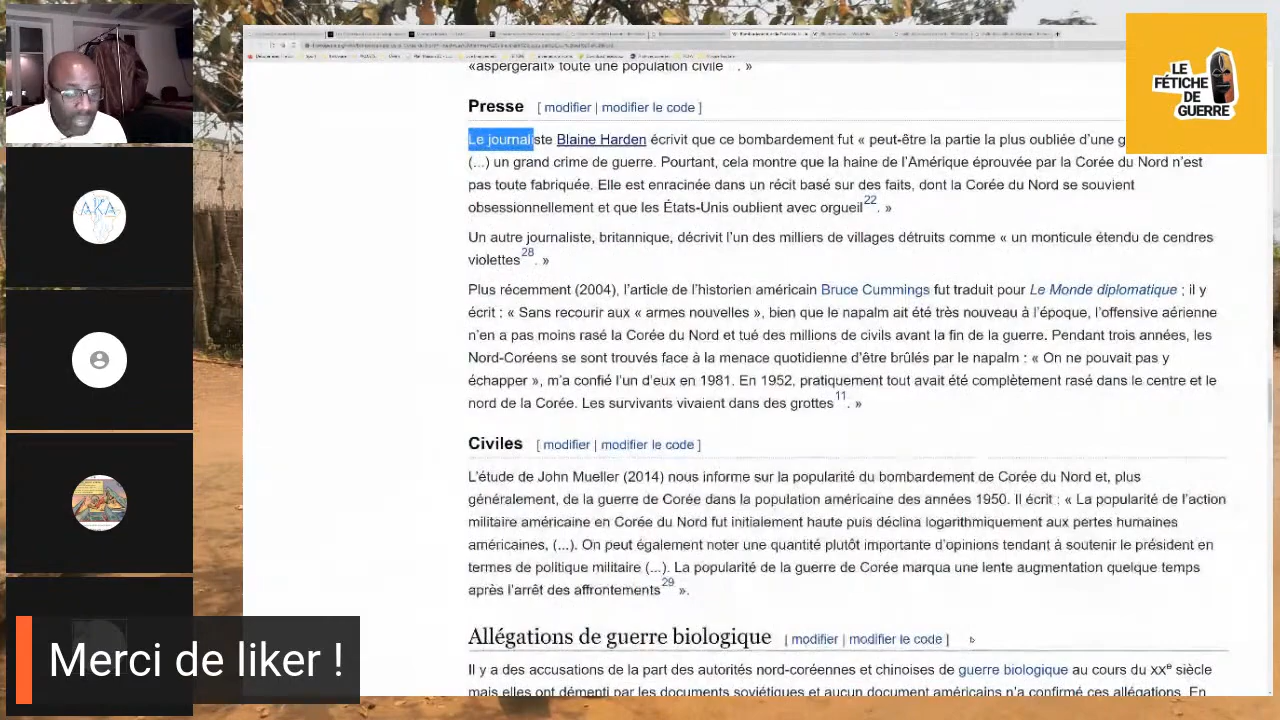 «aspergerait» toute une population civile . »
Presse [ modifier | modifier le code ]
Le journaliste Blaine Harden écrivit que ce bombardement fut « peut-être la partie la plus oubliée d'une
(...) un grand crime de guerre. Pourtant, cela montre que la haine de l'Amérique éprouvée par la Corée du Nord n'est
pas toute fabriquée. Elle est enracinée dans un récit basé sur des faits, dont la Corée du Nord se souvient
obsessionnellement et que les États-Unis oublient avec orgueil22. »
Un autre journaliste, britannique, décrivit l'un des milliers de villages détruits comme « un monticule étendu de cendres
violettes28. »
Plus récemment (2004), l'article de l'historien américain Bruce Cummings fut traduit pour Le Monde diplomatique ; il y
écrit : « Sans recourir aux « armes nouvelles », bien que le napalm ait été très nouveau à l'époque, l'offensive aérienne
n'en a pas moins rasé la Corée du Nord et tué des millions de civils avant la fin de la guerre. Pendant trois années, les
Nord-Coréens se sont trouvés face à la menace quotidienne d'être brûlés par le napalm : « On ne pouvait pas y
échapper », m'a confié l'un d'eux en 1981. En 1952, pratiquement tout avait été complètement rasé dans le centre et le
nord de la Corée. Les survivants vivaient dans des grottes11. »
Civiles [ modifier | modifier le code ]
L'étude de John Mueller (2014) nous informe sur la popularité du bombardement de Corée du Nord et, plus
généralement, de la guerre de Corée dans la population américaine des années 1950. Il écrit : « La popularité de l'action
militaire américaine en Corée du Nord fut initialement haute puis déclina logarithmiquement aux pertes humaines
américaines, (...). On peut également noter une quantité plutôt importante d'opinions tendant à soutenir le président en
termes de politique militaire (...). La popularité de la guerre de Corée marqua une lente augmentation quelque temps
après l'arrêt des affrontements29 ».
Allégations de guerre biologique [ modifier | modifier le code ]
Il y a des accusations de la part des autorités nord-coréennes et chinoises de guerre biologique au cours du XXe siècle
mais elles ont démenti par les documents soviétiques et aucun document américains n'a confirmé ces allégations. En
LE
FÉTICHE
DE
GUERRE
AKA
Merci de liker !